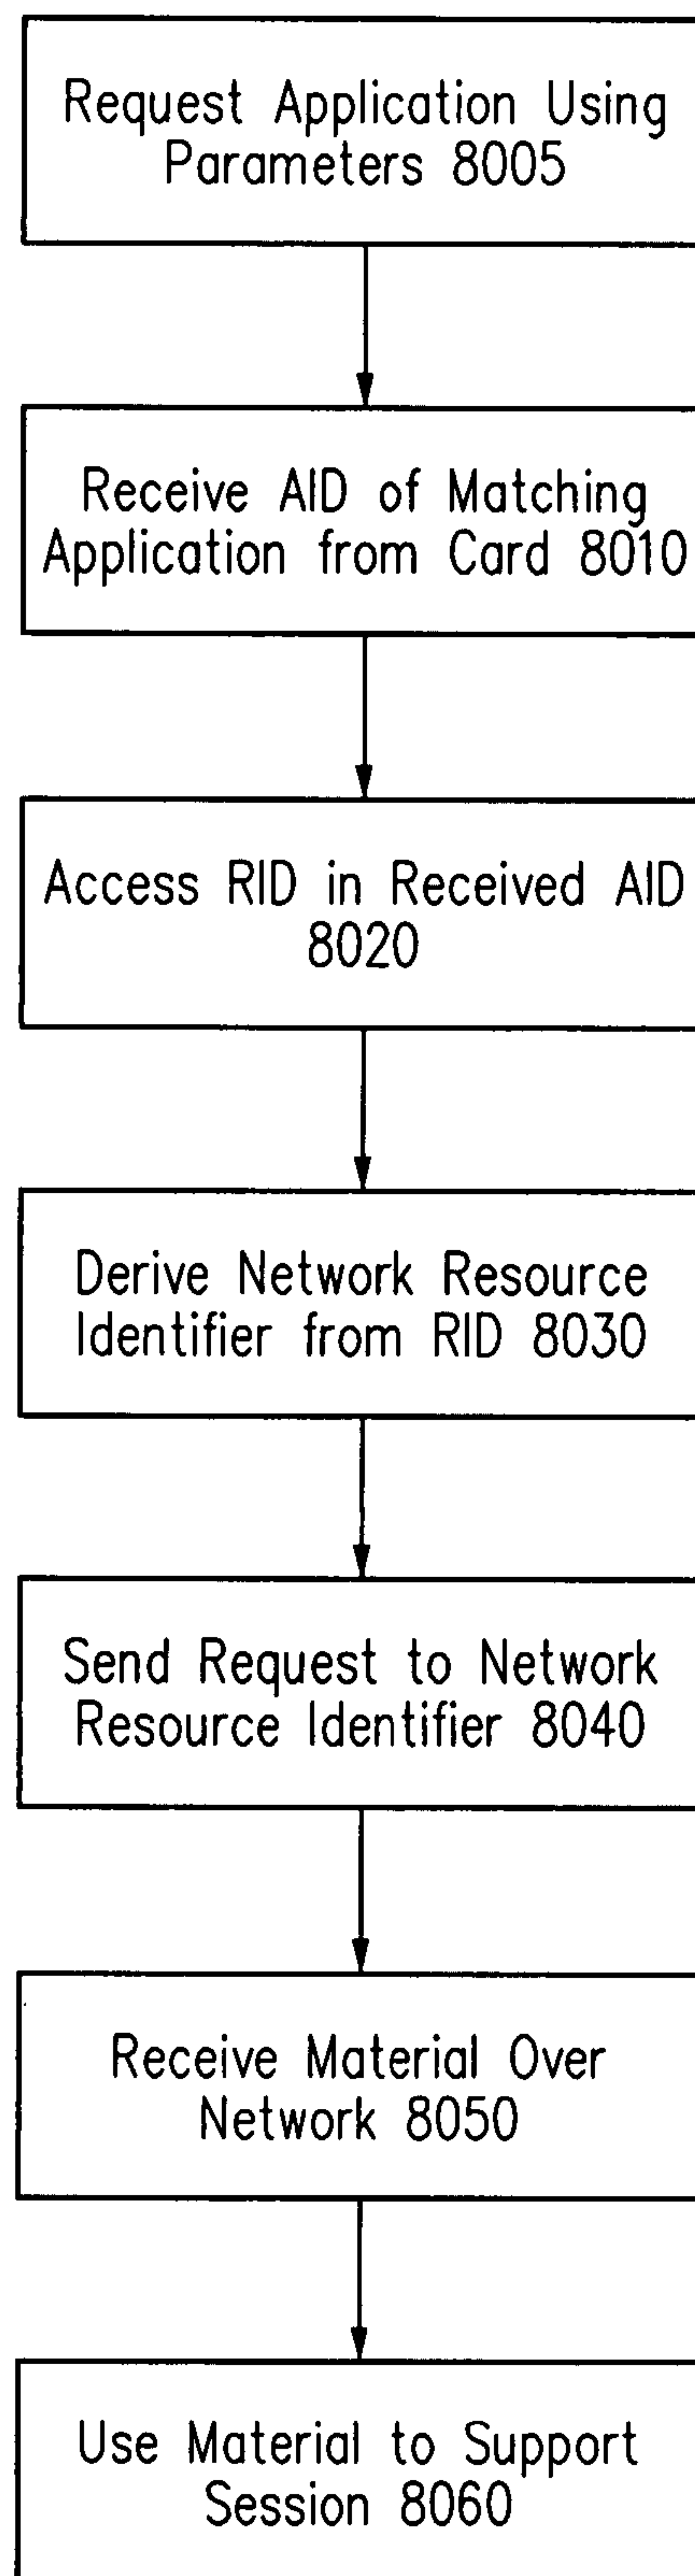 Request Application Using
Parameters 8005
Receive AID of Matching
Application from Card 8010
Access RID in Received AID
8020
Derive Network Resource
Identifier from RID 8030
Send Request to Network
Resource Identifier 8040
Receive Material Over
Network 8050
Use Material to Support
Session 8060